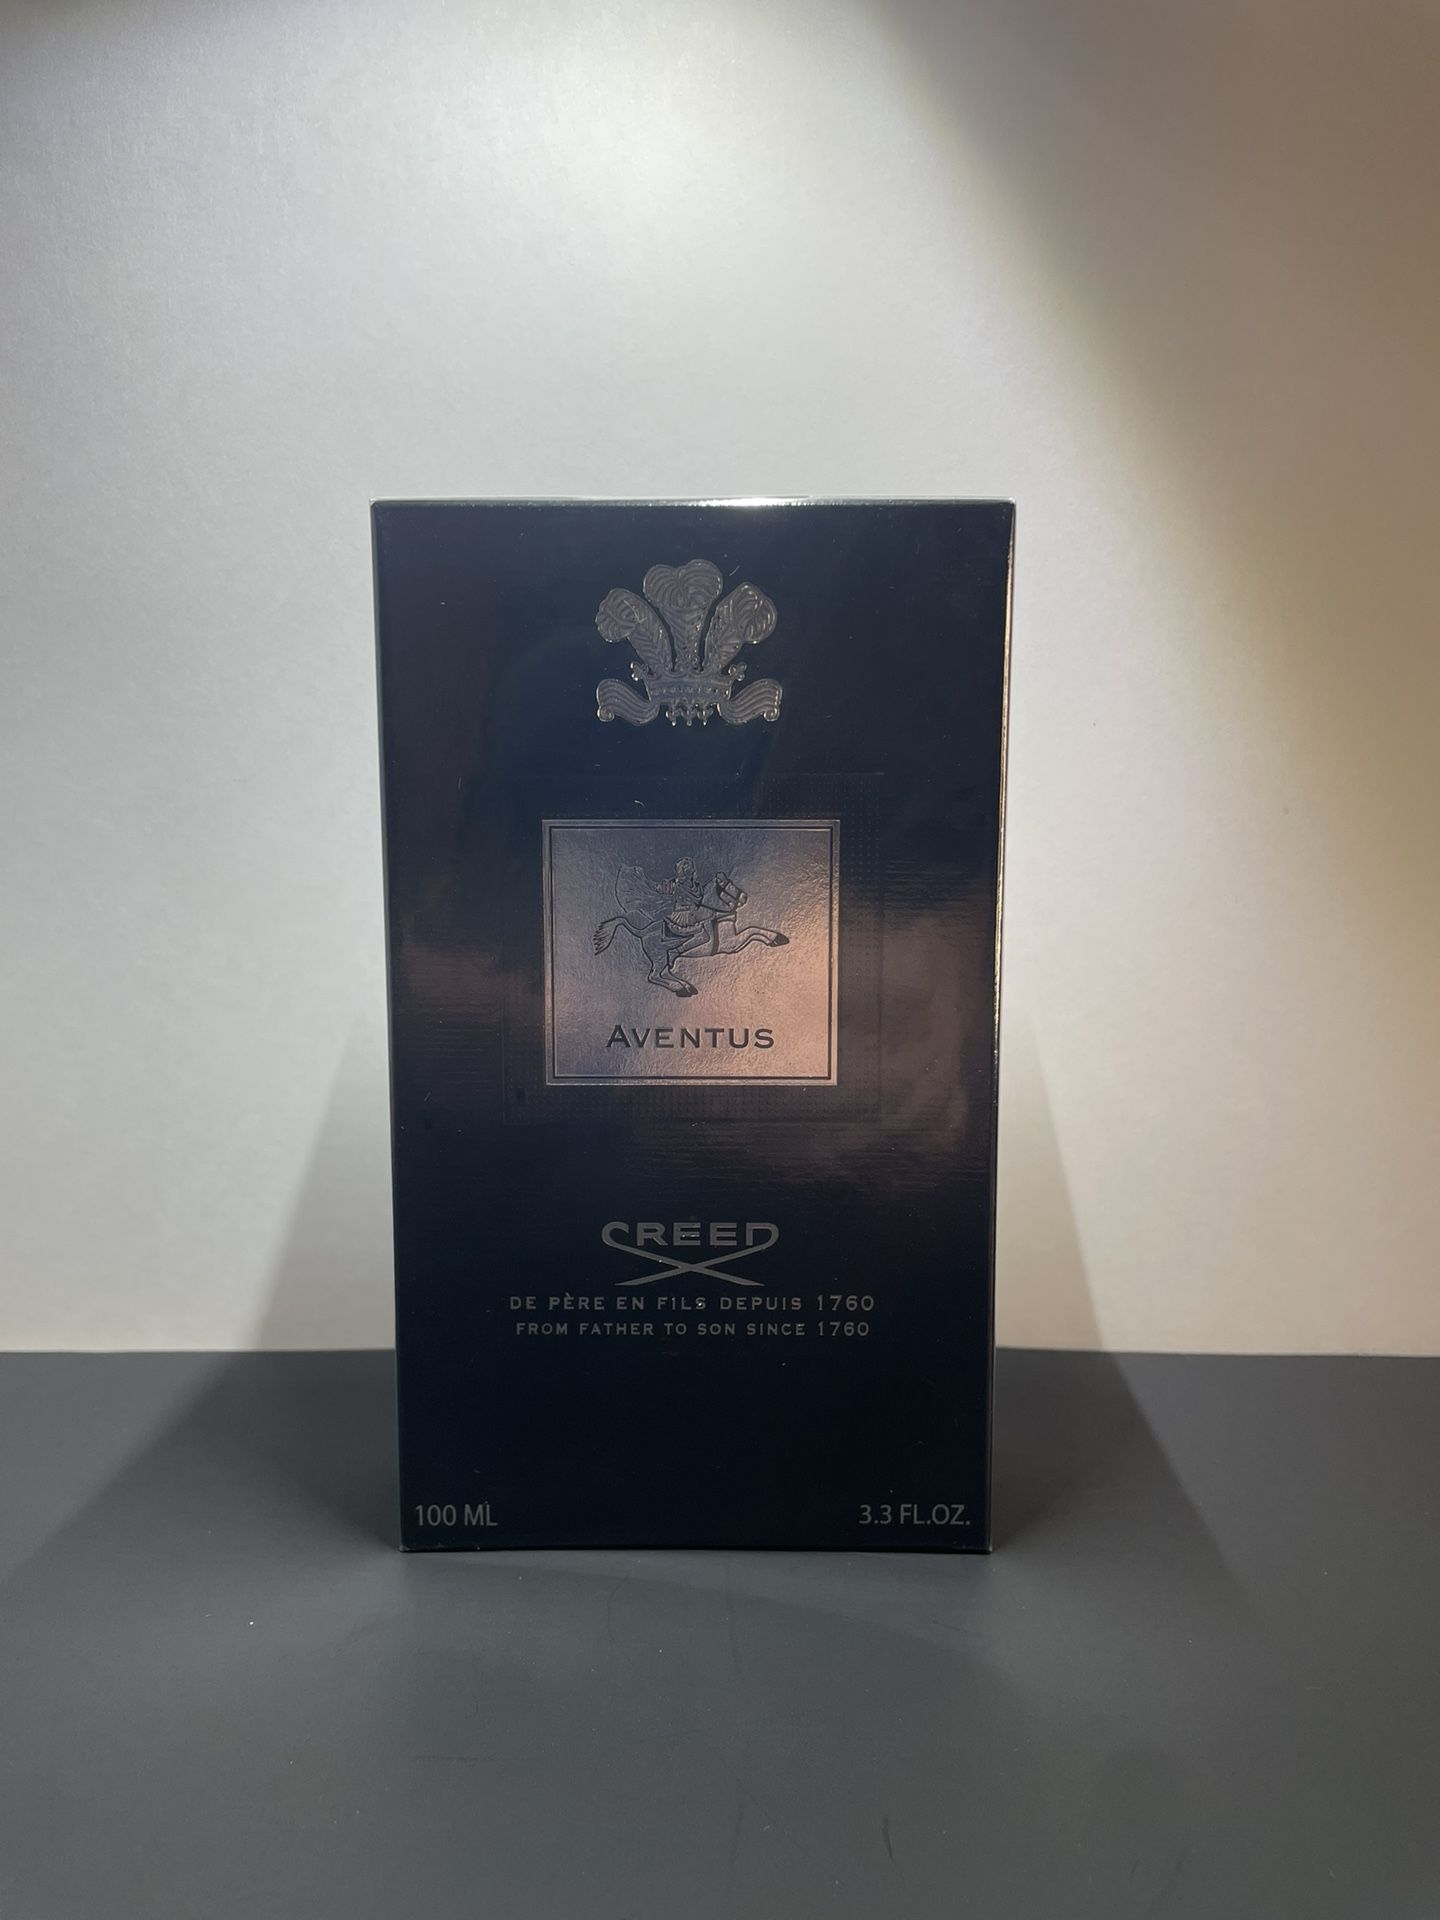 AVENTUS
CREED
DE PÈRE EN FILS DEPUIS 1760
FROM FATHER TO SON SINCE 1760
100 ML
3.3 FL.OZ.